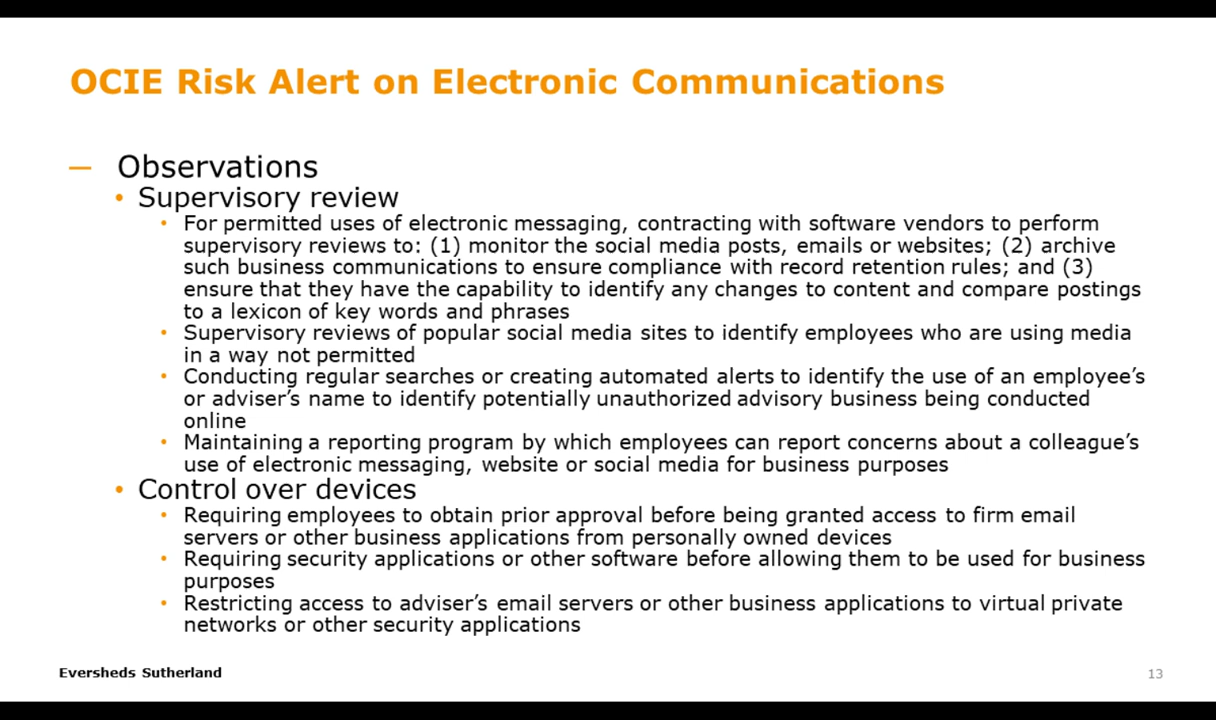 OCIE Risk Alert on Electronic Communications
— Observations
• Supervisory review
• For permitted uses of electronic messaging, contracting with software vendors to perform
supervisory reviews to: (1) monitor the social media posts, emails or websites; (2) archive
such business communications to ensure compliance with record retention rules; and (3)
ensure that they have the capability to identify any changes to content and compare postings
to a lexicon of key words and phrases
• Supervisory reviews of popular social media sites to identify employees who are using media
in a way not permitted
• Conducting regular searches or creating automated alerts to identify the use of an employee’s
or adviser’s name to identify potentially unauthorized advisory business being conducted
online
• Maintaining a reporting program by which employees can report concerns about a colleague’s
use of electronic messaging, website or social media for business purposes
• Control over devices
• Requiring employees to obtain prior approval before being granted access to firm email
servers or other business applications from personally owned devices
• Requiring security applications or other software before allowing them to be used for business
purposes
• Restricting access to adviser’s email servers or other business applications to virtual private
networks or other security applications
Eversheds Sutherland
13